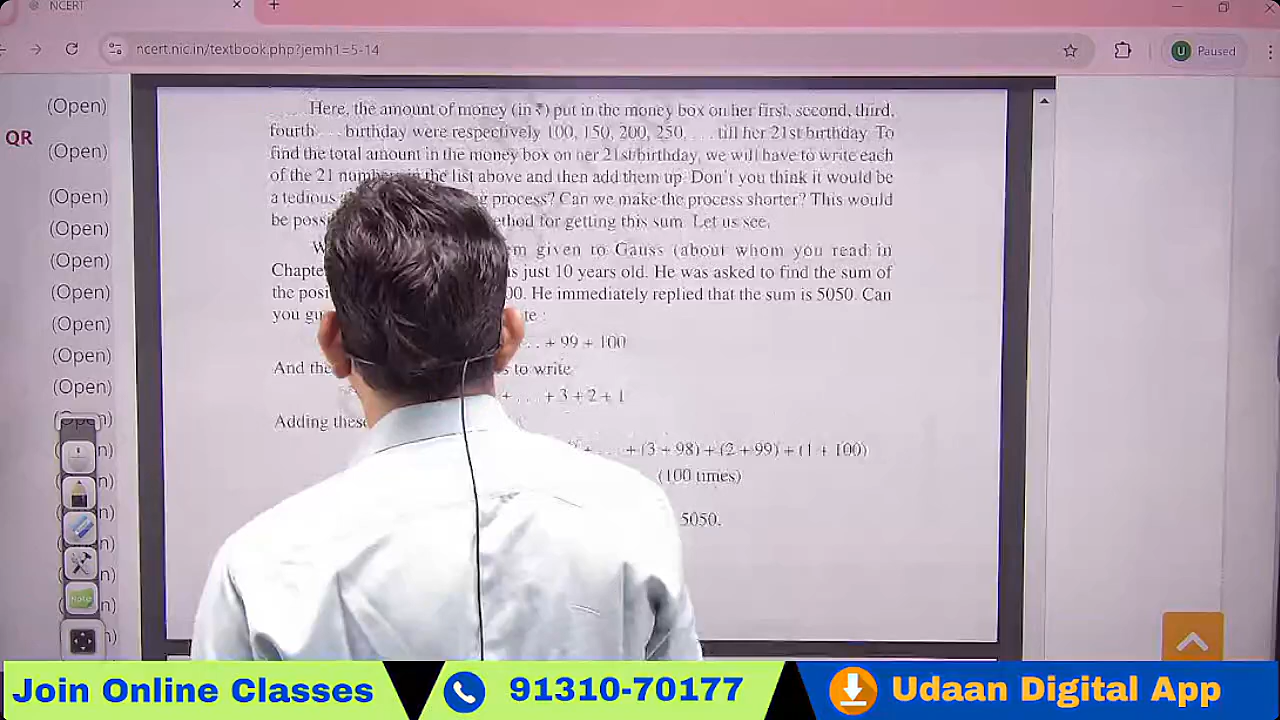 NCERT
ncert.nic.in/textbook.php?jemh1=5-14
U Paused
(Open)
QR
(Open)
(Open)
(Open)
(Open)
(Open)
(Open)
(Open)
(Open)
Here, the amount of money (in ₹) put in the money box on her first, second, third,
fourth . . . birthday were respectively 100, 150, 200, 250, . . . till her 21st birthday. To
find the total amount in the money box on her 21st birthday, we will have to write each
of the 21 numbers in the list above and then add them up. Don't you think it would be
a tedious process? Can we make the process shorter? This would
be possi ethod for getting this sum. Let us see.
em given to Gauss (about whom you read in
Chapte s just 10 years old. He was asked to find the sum of
the posi 00. He immediately replied that the sum is 5050. Can
you gu te :
. . + 99 + 100
And the s to write
+ . . . + 3 + 2 + 1
Adding these
+ . . . + (3 + 98) + (2 + 99) + (1 + 100)
(100 times)
5050.
Join Online Classes
91310-70177
Udaan Digital App